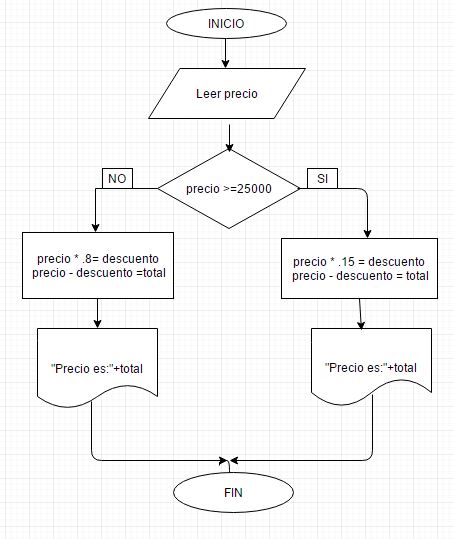 INICIO
Leer precio
precio >=25000
NO
SI
precio * .8= descuento
precio - descuento =total
precio * .15 = descuento
precio - descuento = total
"Precio es:"+total
"Precio es:"+total
FIN